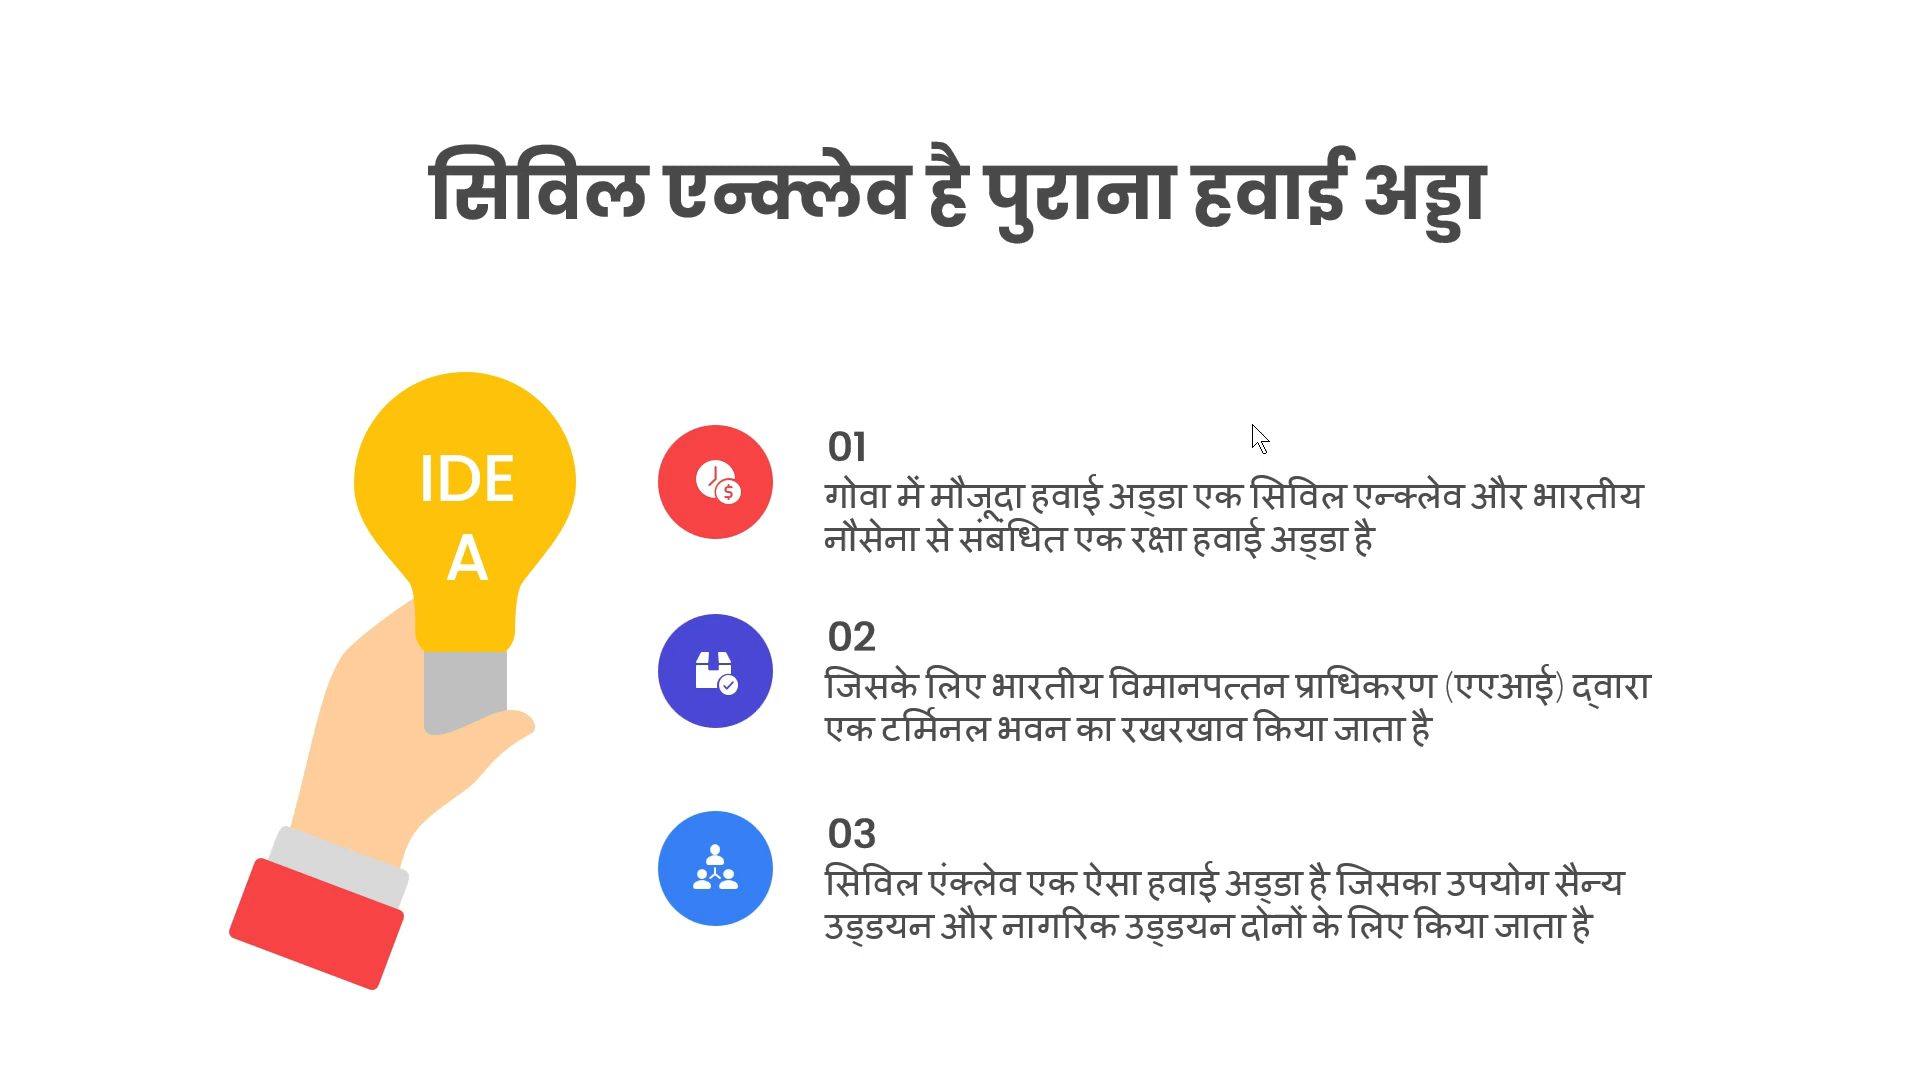 सिविल एन्क्लेव है पुराना हवाई अड्डा
IDE
A
01
गोवा में मौजूदा हवाई अड्डा एक सिविल एन्क्लेव और भारतीय
नौसेना से संबंधित एक रक्षा हवाई अड्डा है
02
जिसके लिए भारतीय विमानपत्तन प्राधिकरण (एएआई) द्वारा
एक टर्मिनल भवन का रखरखाव किया जाता है
03
सिविल एंक्लेव एक ऐसा हवाई अड्डा है जिसका उपयोग सैन्य
उड्डयन और नागरिक उड्डयन दोनों के लिए किया जाता है